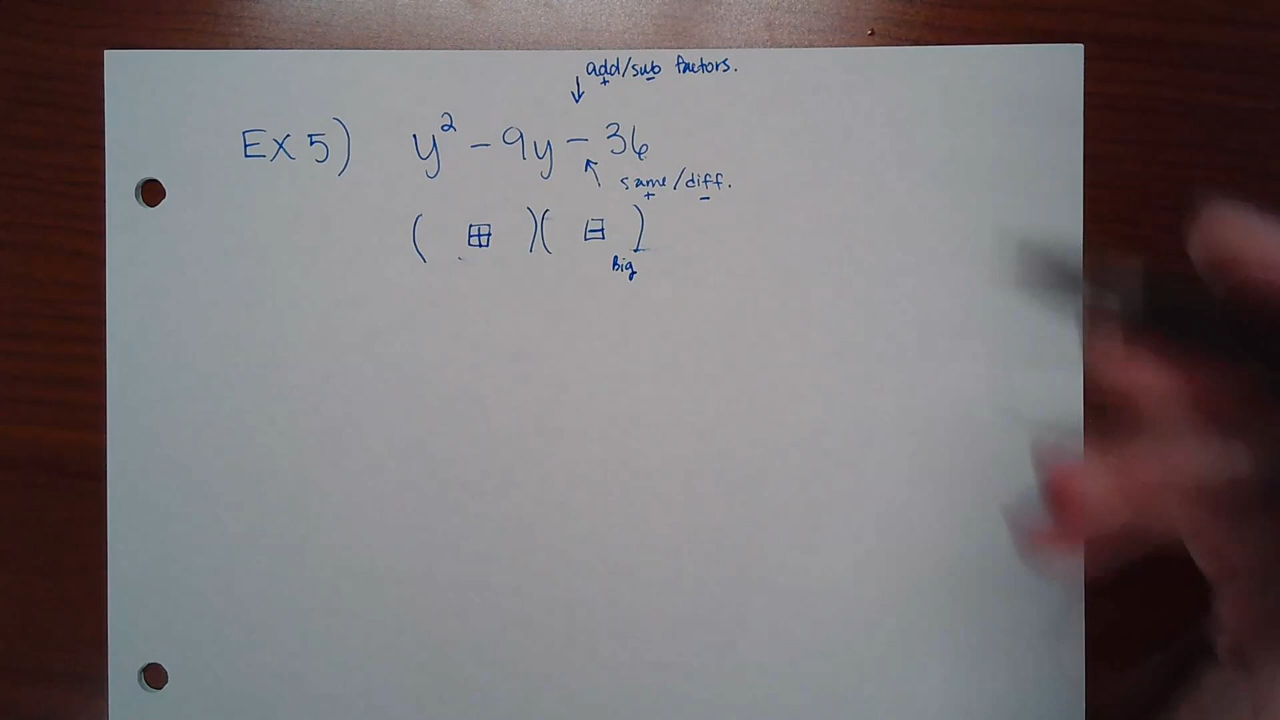 add/sub factors.
+ -
Ex 5) y² - 9y - 36
same/diff.
+ -
( + )( - )
Big